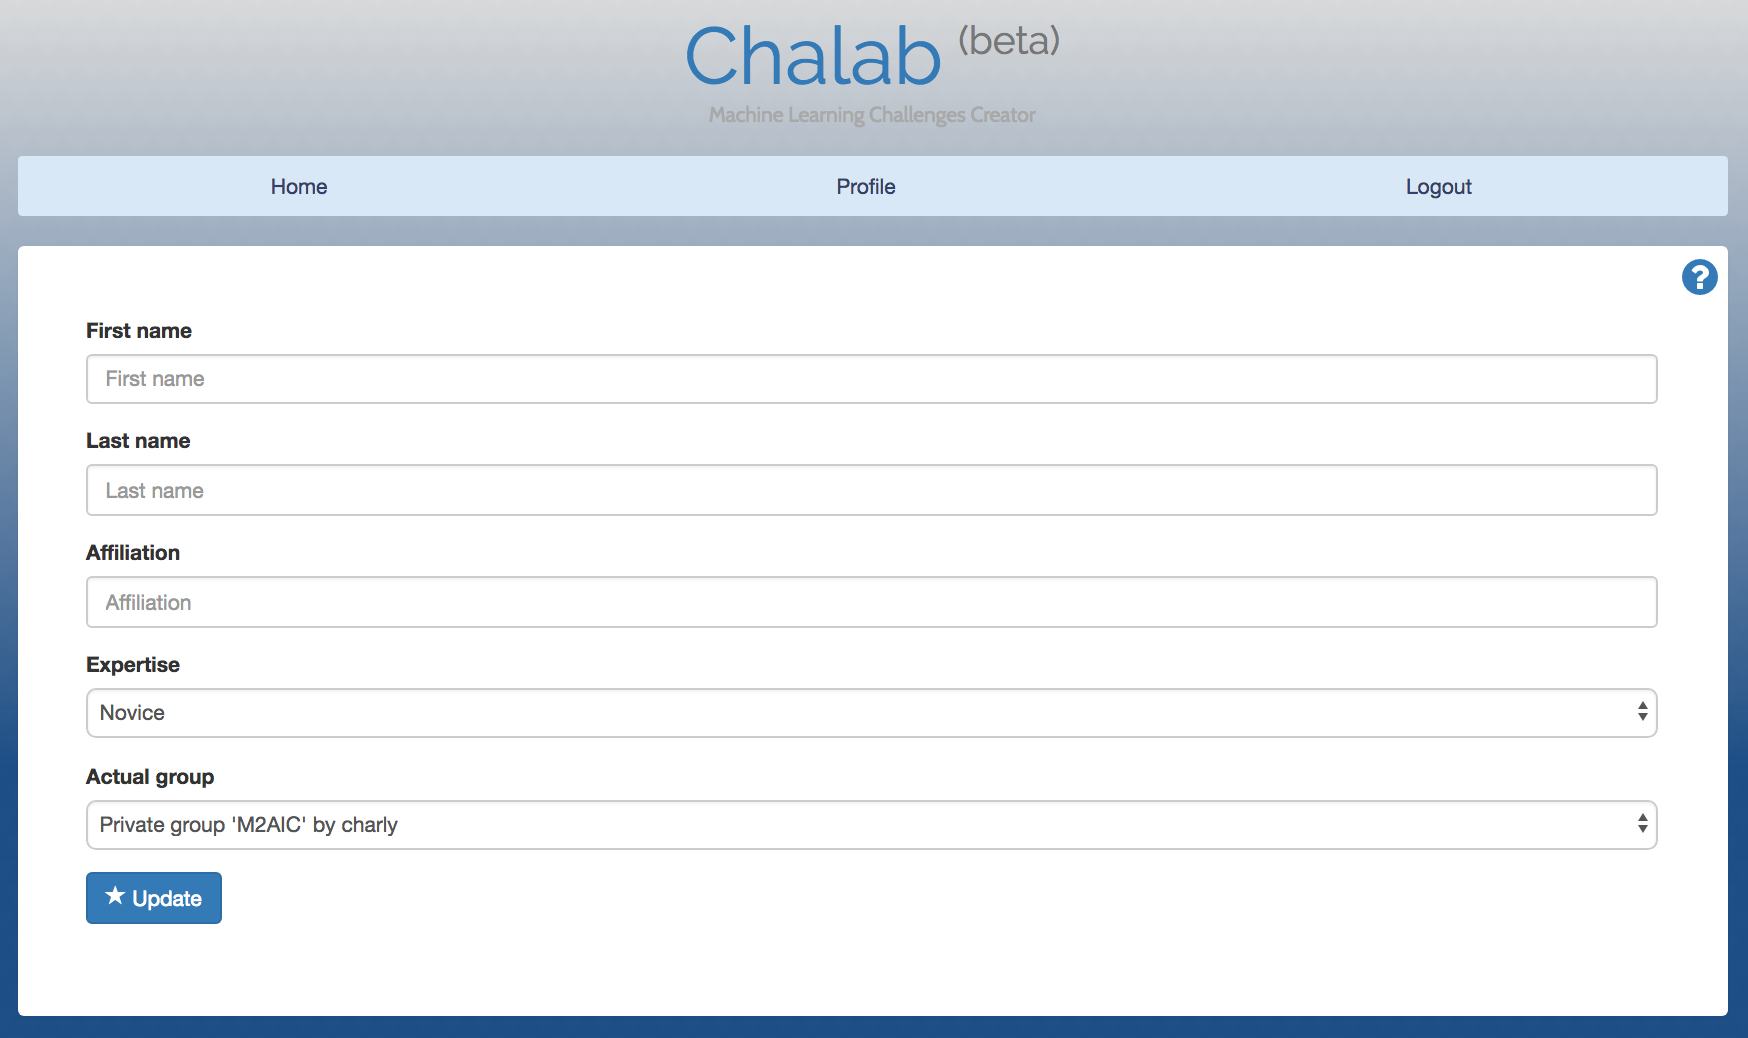 Chalab (beta)
Machine Learning Challenges Creator
Home Profile Logout
?
First name
First name
Last name
Last name
Affiliation
Affiliation
Expertise
Novice
Actual group
Private group 'M2AIC' by charly
Update